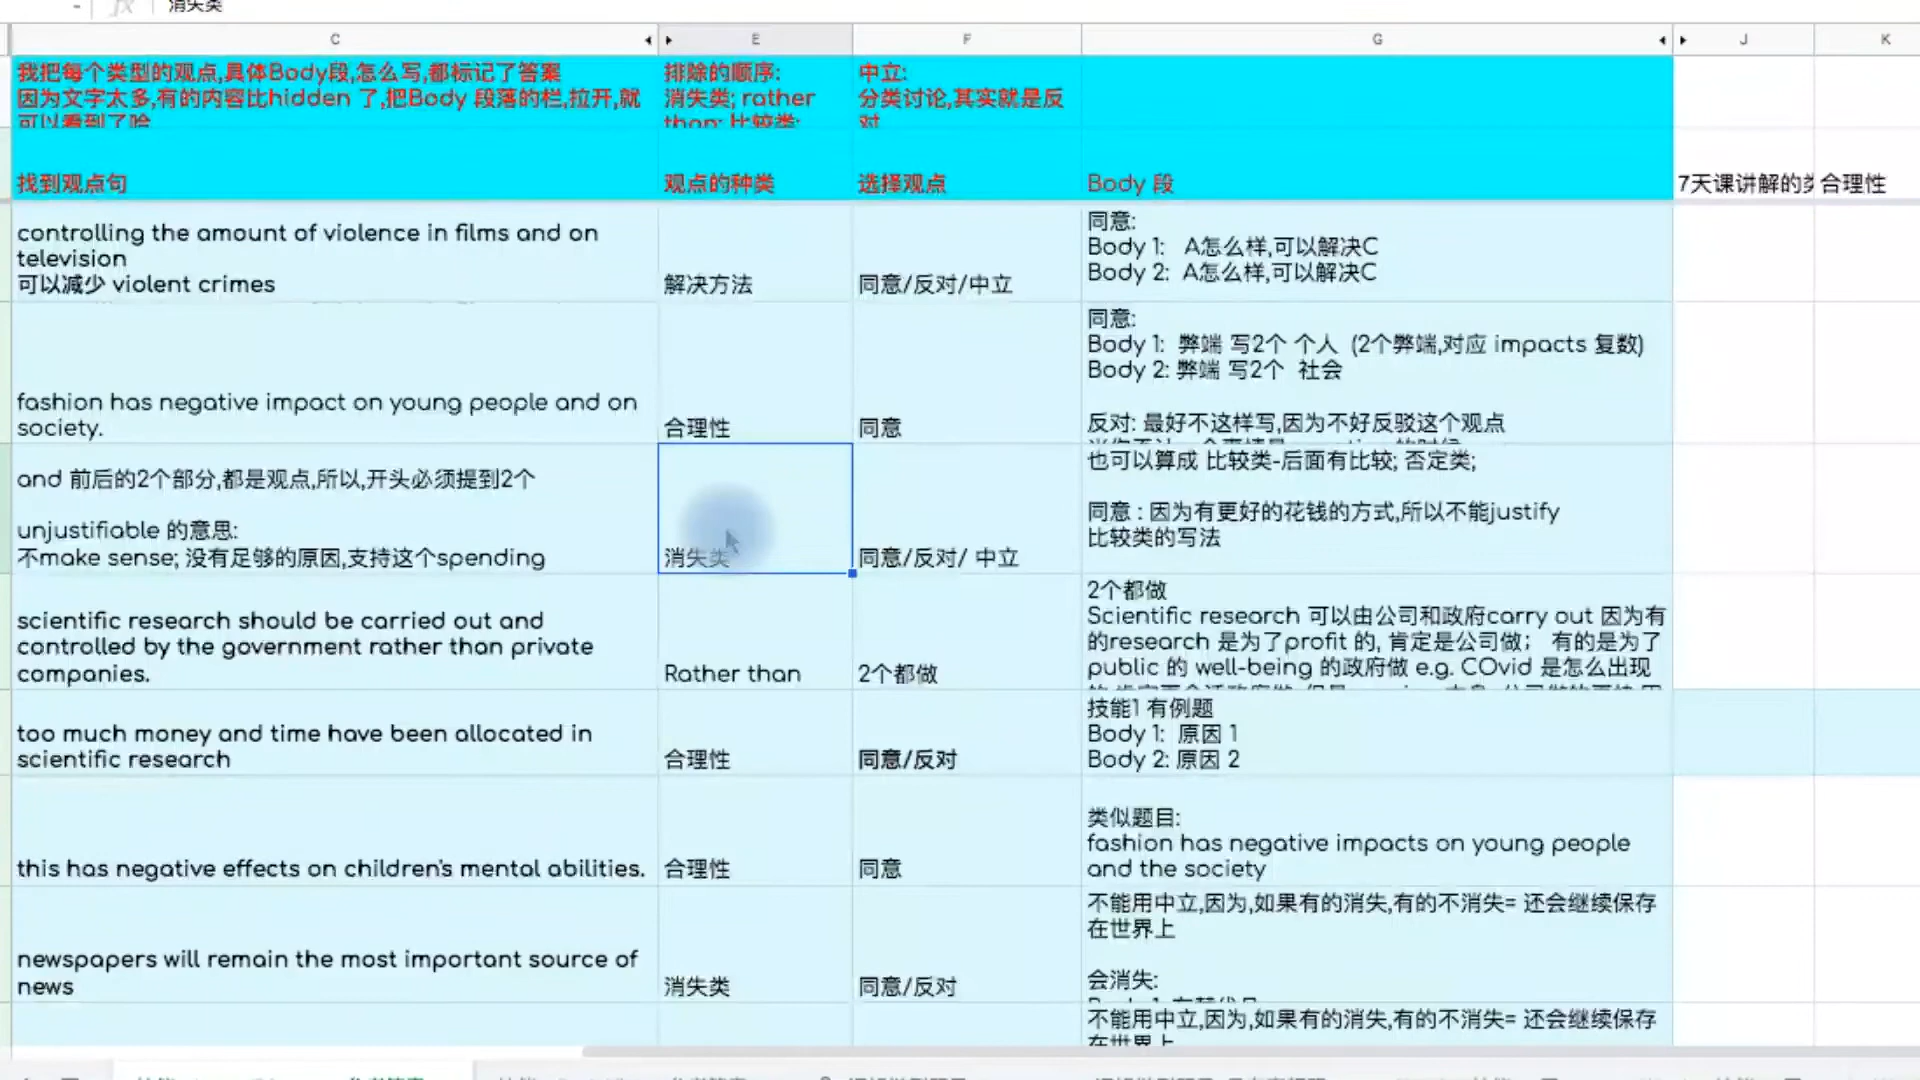 消失类
C
E
F
G
J
K
我把每个类型的观点,具体Body段,怎么写,都标记了答案
因为文字太多,有的内容比hidden 了,把Body 段落的栏,拉开,就
可以看到了哈
排除的顺序:
消失类; rather
than; 比较类;
中立:
分类讨论,其实就是反
对
找到观点句
观点的种类
选择观点
Body 段
7天课讲解的类
合理性
controlling the amount of violence in films and on
television
可以减少 violent crimes
解决方法
同意/反对/中立
同意:
Body 1: A怎么样,可以解决C
Body 2: A怎么样,可以解决C
fashion has negative impact on young people and on
society.
合理性
同意
同意:
Body 1: 弊端 写2个 个人 (2个弊端,对应 impacts 复数)
Body 2: 弊端 写2个 社会
反对: 最好不这样写,因为不好反驳这个观点
and 前后的2个部分,都是观点,所以,开头必须提到2个
unjustifiable 的意思:
不make sense; 没有足够的原因,支持这个spending
消失类
同意/反对/ 中立
也可以算成 比较类-后面有比较; 否定类;
同意 : 因为有更好的花钱的方式,所以不能justify
比较类的写法
scientific research should be carried out and
controlled by the government rather than private
companies.
Rather than
2个都做
2个都做
Scientific research 可以由公司和政府carry out 因为有
的research 是为了profit 的, 肯定是公司做; 有的是为了
public 的 well-being 的政府做 e.g. COvid 是怎么出现
too much money and time have been allocated in
scientific research
合理性
同意/反对
技能1 有例题
Body 1: 原因 1
Body 2: 原因 2
this has negative effects on children's mental abilities.
合理性
同意
类似题目:
fashion has negative impacts on young people
and the society
newspapers will remain the most important source of
news
消失类
同意/反对
不能用中立,因为,如果有的消失,有的不消失= 还会继续保存
在世界上
会消失:
不能用中立,因为,如果有的消失,有的不消失= 还会继续保存
在世界上